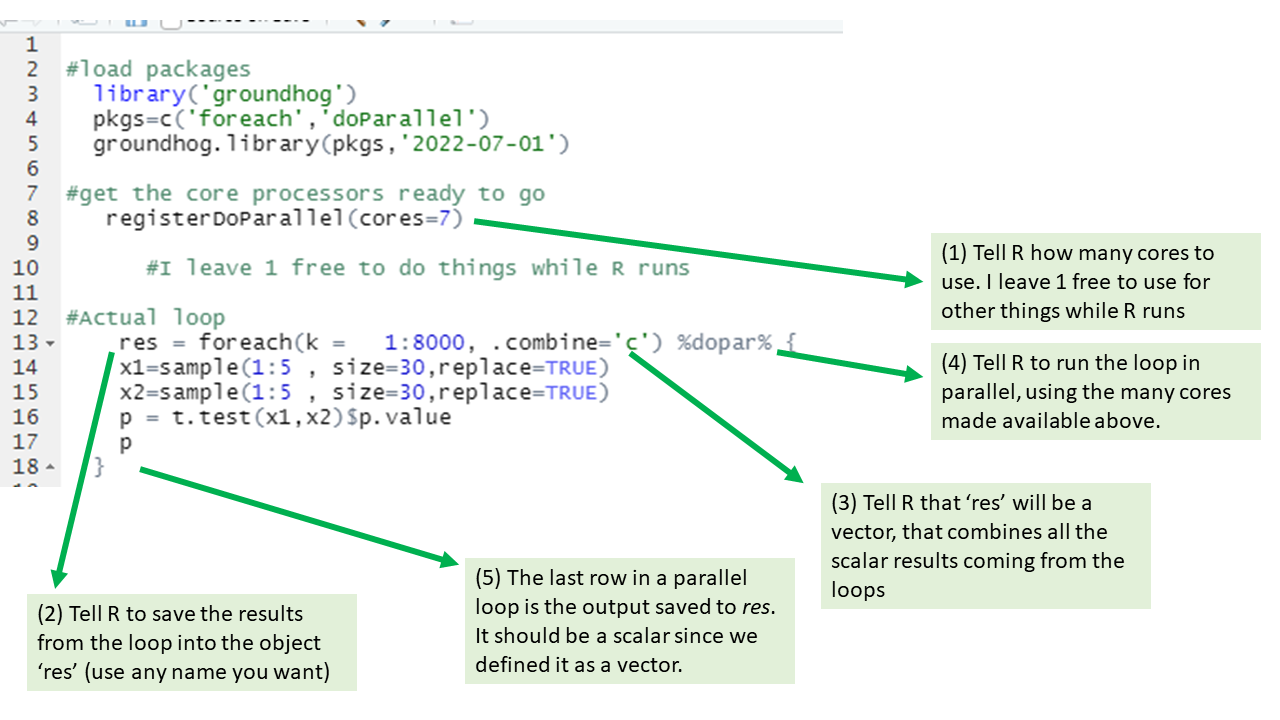 1
2 #load packages
3 library('groundhog')
4 pkgs=c('foreach','doParallel')
5 groundhog.library(pkgs,'2022-07-01')
6
7 #get the core processors ready to go
8 registerDoParallel(cores=7)
9
10 #I leave 1 free to do things while R runs
11
12 #Actual loop
13 res = foreach(k = 1:8000, .combine='c') %dopar% {
14 x1=sample(1:5 , size=30,replace=TRUE)
15 x2=sample(1:5 , size=30,replace=TRUE)
16 p = t.test(x1,x2)$p.value
17 p
18 }
(1) Tell R how many cores to
use. I leave 1 free to use for
other things while R runs
(4) Tell R to run the loop in
parallel, using the many cores
made available above.
(3) Tell R that ‘res’ will be a
vector, that combines all the
scalar results coming from the
loops
(5) The last row in a parallel
loop is the output saved to res.
It should be a scalar since we
defined it as a vector.
(2) Tell R to save the results
from the loop into the object
‘res’ (use any name you want)